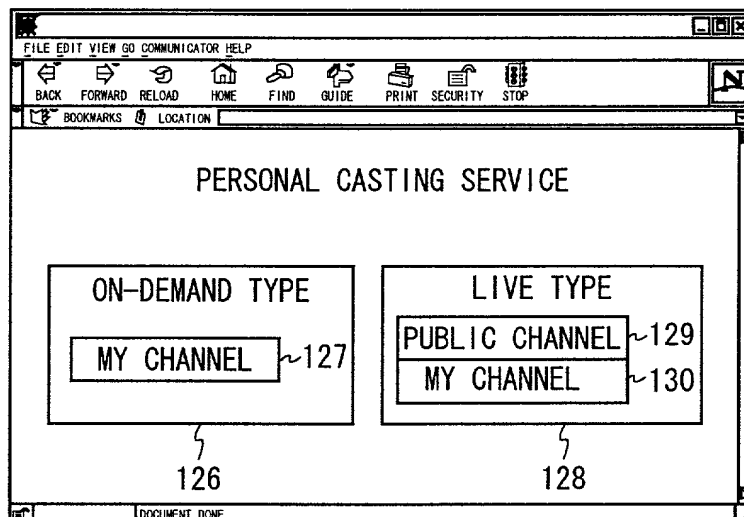 FILE EDIT VIEW GO COMMUNICATOR HELP
BACK FORWARD RELOAD HOME FIND GUIDE PRINT SECURITY STOP
N
BOOKMARKS LOCATION
PERSONAL CASTING SERVICE
ON-DEMAND TYPE
MY CHANNEL 127
126
LIVE TYPE
PUBLIC CHANNEL 129
MY CHANNEL 130
128
DOCUMENT DONE